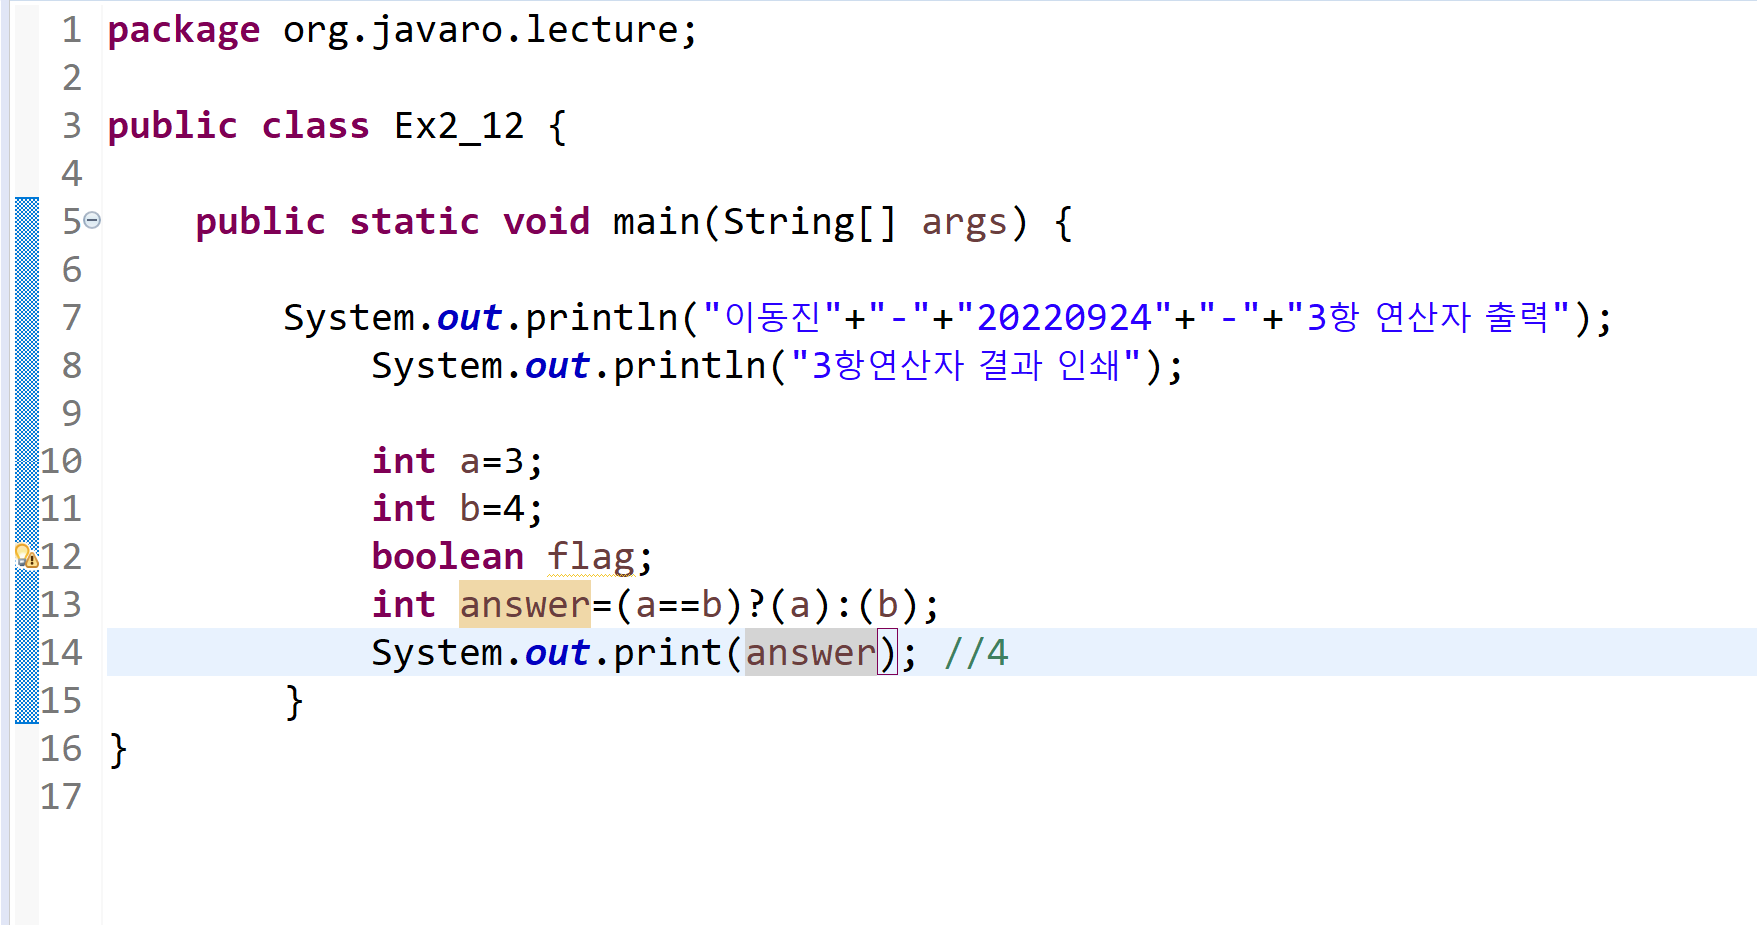 1 package org.javaro.lecture;
2
3 public class Ex2_12 {
4
5 public static void main(String[] args) {
6
7 System.out.println("이동진"+"-"+"20220924"+"-"+"3항 연산자 출력");
8 System.out.println("3항연산자 결과 인쇄");
9
10 int a=3;
11 int b=4;
12 boolean flag;
13 int answer=(a==b)?(a):(b);
14 System.out.print(answer); //4
15 }
16 }
17